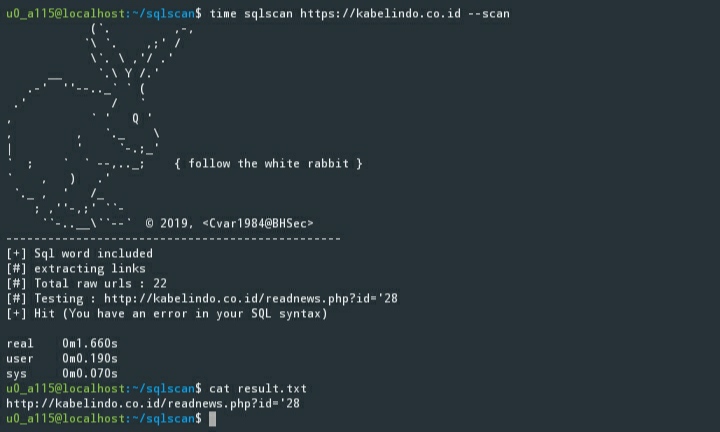 u0_a115@localhost:~/sqlscan$ time sqlscan https://kabelindo.co.id --scan
{ follow the white rabbit }
© 2019, <Cvar1984@BHSec>
[+] Sql word included
[#] extracting links
[#] Total raw urls : 22
[#] Testing : http://kabelindo.co.id/readnews.php?id='28
[+] Hit (You have an error in your SQL syntax)
real 0m1.660s
user 0m0.190s
sys 0m0.070s
u0_a115@localhost:~/sqlscan$ cat result.txt
http://kabelindo.co.id/readnews.php?id='28
u0_a115@localhost:~/sqlscan$